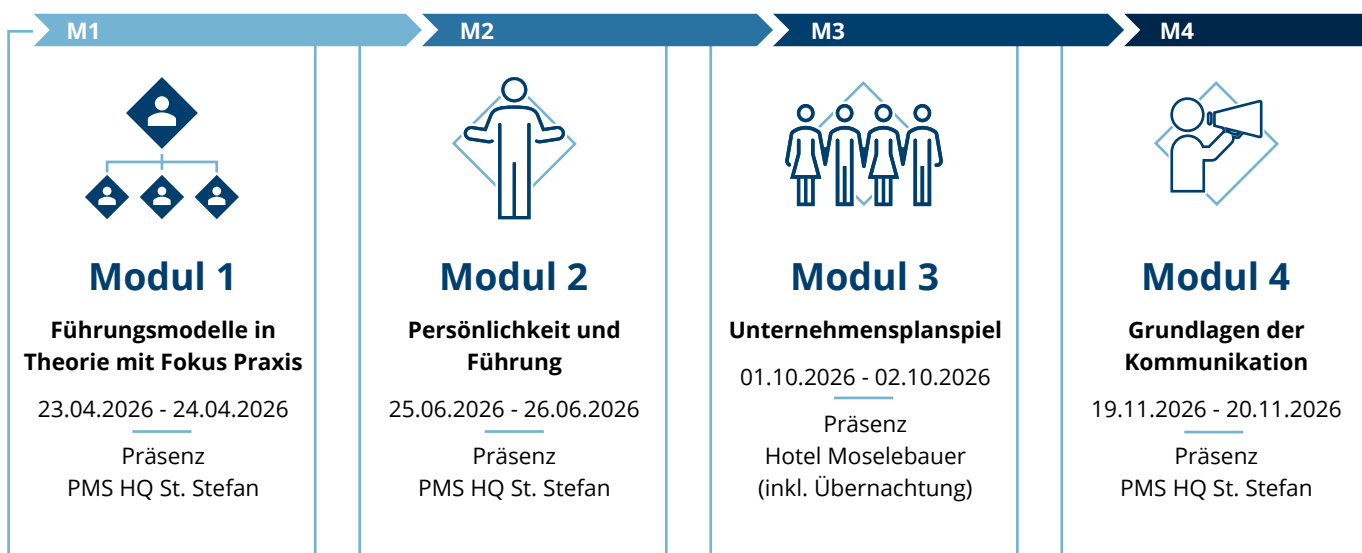 M1
M2
M3
M4
Modul 1
Führungsmodelle in
Theorie mit Fokus Praxis
23.04.2026 - 24.04.2026
Präsenz
PMS HQ St. Stefan
Modul 2
Persönlichkeit und
Führung
25.06.2026 - 26.06.2026
Präsenz
PMS HQ St. Stefan
Modul 3
Unternehmensplanspiel
01.10.2026 - 02.10.2026
Präsenz
Hotel Moselebauer
(inkl. Übernachtung)
Modul 4
Grundlagen der
Kommunikation
19.11.2026 - 20.11.2026
Präsenz
PMS HQ St. Stefan